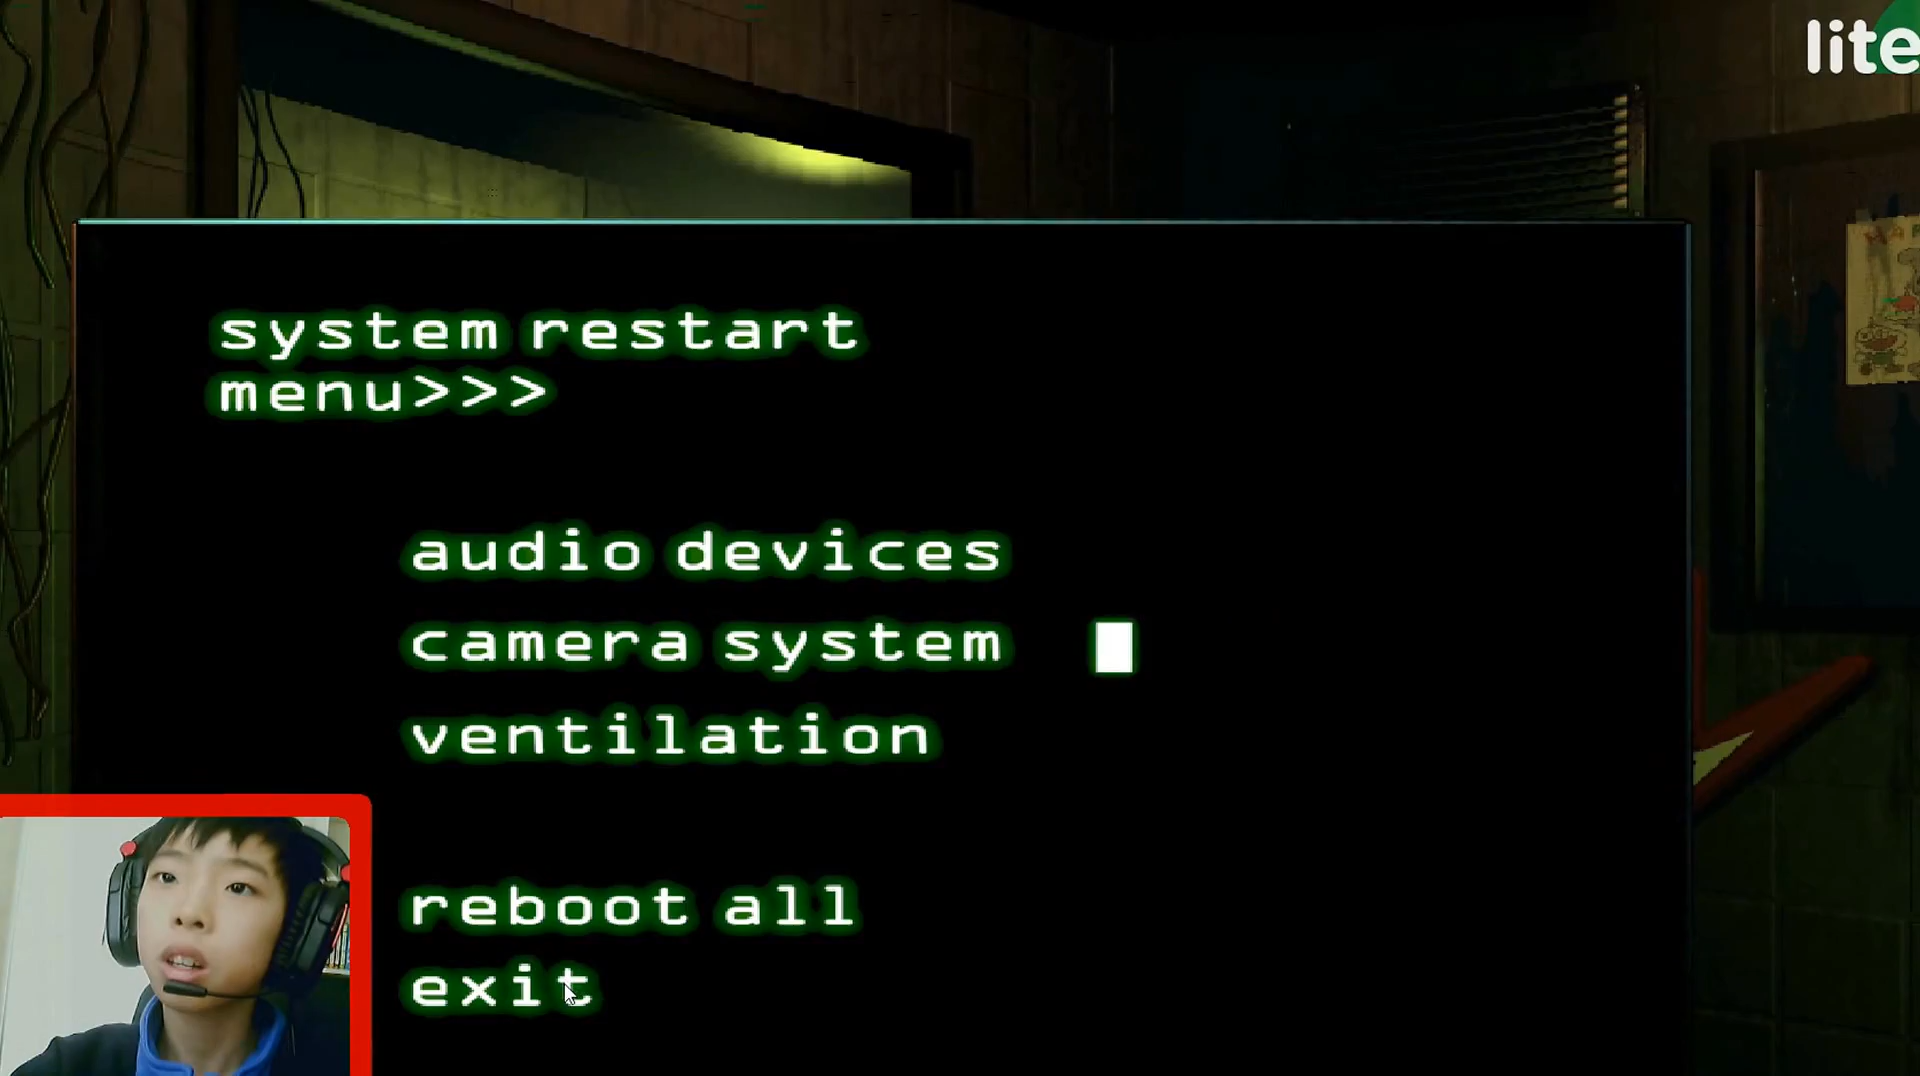 lite
system restart
menu>>>
audio devices
camera system
ventilation
reboot all
exit